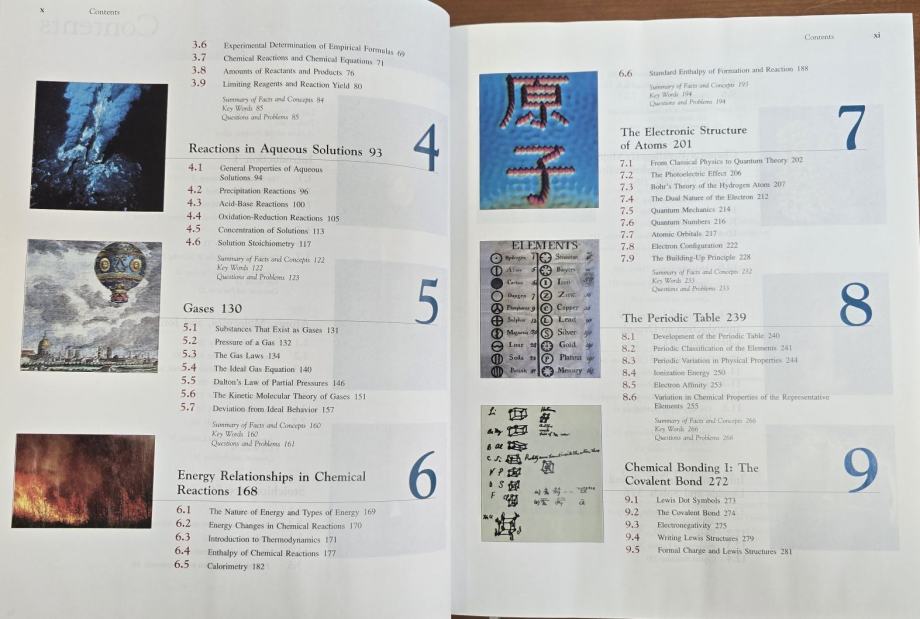 x Contents
3.6 Experimental Determination of Empirical Formulas 69
3.7 Chemical Reactions and Chemical Equations 71
3.8 Amounts of Reactants and Products 76
3.9 Limiting Reagents and Reaction Yield 80
Summary of Facts and Concepts 84
Key Words 85
Questions and Problems 85
4
Reactions in Aqueous Solutions 93
4.1 General Properties of Aqueous
Solutions 94
4.2 Precipitation Reactions 96
4.3 Acid-Base Reactions 100
4.4 Oxidation-Reduction Reactions 105
4.5 Concentration of Solutions 113
4.6 Solution Stoichiometry 117
Summary of Facts and Concepts 122
Key Words 122
Questions and Problems 123
5
Gases 130
5.1 Substances That Exist as Gases 131
5.2 Pressure of a Gas 132
5.3 The Gas Laws 134
5.4 The Ideal Gas Equation 140
5.5 Dalton's Law of Partial Pressures 146
5.6 The Kinetic Molecular Theory of Gases 151
5.7 Deviation from Ideal Behavior 157
Summary of Facts and Concepts 160
Key Words 160
Questions and Problems 161
6
Energy Relationships in Chemical
Reactions 168
6.1 The Nature of Energy and Types of Energy 169
6.2 Energy Changes in Chemical Reactions 170
6.3 Introduction to Thermodynamics 171
6.4 Enthalpy of Chemical Reactions 177
6.5 Calorimetry 182
Contents xi
原
子
6.6 Standard Enthalpy of Formation and Reaction 188
Summary of Facts and Concepts 193
Key Words 194
Questions and Problems 194
7
The Electronic Structure
of Atoms 201
7.1 From Classical Physics to Quantum Theory 202
7.2 The Photoelectric Effect 206
7.3 Bohr's Theory of the Hydrogen Atom 207
7.4 The Dual Nature of the Electron 212
7.5 Quantum Mechanics 214
7.6 Quantum Numbers 216
7.7 Atomic Orbitals 217
7.8 Electron Configuration 222
7.9 The Building-Up Principle 228
Summary of Facts and Concepts 232
Key Words 233
Questions and Problems 233
ELEMENTS
Hydrogen Strontian
Azote Barytes
Carbon Iron
Oxygen Zinc
Phosphorus Copper
Sulphur Lead
Magnesia Silver
Lime Gold
Soda Platina
Potash Mercury
8
The Periodic Table 239
8.1 Development of the Periodic Table 240
8.2 Periodic Classification of the Elements 241
8.3 Periodic Variation in Physical Properties 244
8.4 Ionization Energy 250
8.5 Electron Affinity 253
8.6 Variation in Chemical Properties of the Representative
Elements 255
Summary of Facts and Concepts 266
Key Words 266
Questions and Problems 266
9
Chemical Bonding I: The
Covalent Bond 272
9.1 Lewis Dot Symbols 273
9.2 The Covalent Bond 274
9.3 Electronegativity 275
9.4 Writing Lewis Structures 279
9.5 Formal Charge and Lewis Structures 281